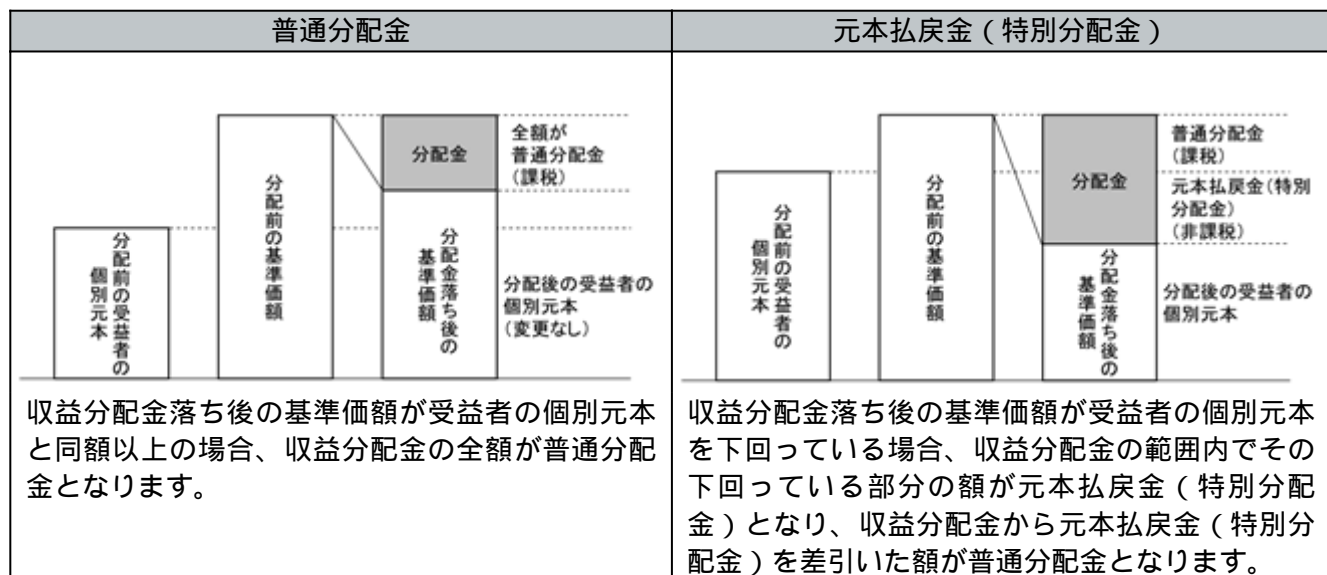 普通分配金
分配前の受益者の
個別元本
分配前の基準価額
分配金
分配金落ち後の
基準価額
全額が
普通分配金
(課税)
分配後の受益者の
個別元本
(変更なし)
収益分配金落ち後の基準価額が受益者の個別元本
と同額以上の場合、収益分配金の全額が普通分配
金となります。
元本払戻金(特別分配金)
分配前の受益者の
個別元本
分配前の基準価額
分配金
分配金落ち後の
基準価額
普通分配金
(課税)
元本払戻金(特別
分配金)
(非課税)
分配後の受益者の
個別元本
収益分配金落ち後の基準価額が受益者の個別元本
を下回っている場合、収益分配金の範囲内でその
下回っている部分の額が元本払戻金(特別分配
金)となり、収益分配金から元本払戻金(特別分
配金)を差引いた額が普通分配金となります。